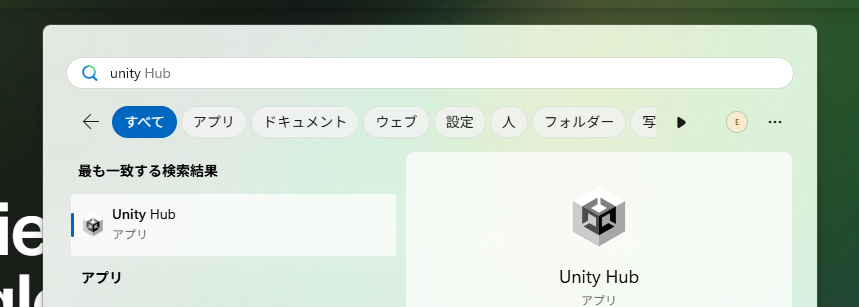 unity Hub
すべて アプリ ドキュメント ウェブ 設定 人 フォルダー 写 E
最も一致する検索結果
Unity Hub
アプリ
アプリ
Unity Hub
アプリ
ie
gle